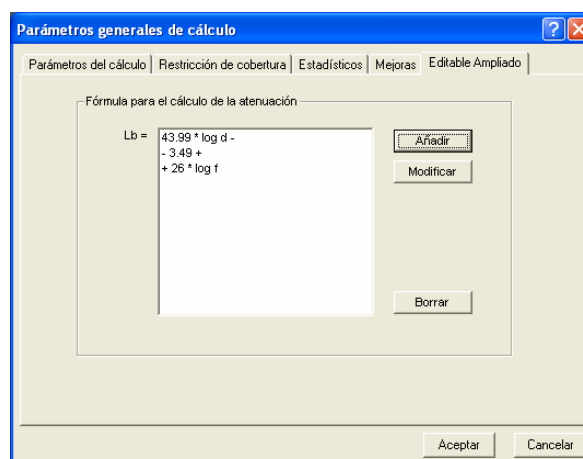 Parámetros generales de cálculo
Parámetros del cálculo Restricción de cobertura Estadísticos Mejoras Editable Ampliado
Fórmula para el cálculo de la atenuación
Lb = 43.99 * log d -
- 3.49 +
+ 26 * log f
Añadir
Modificar
Borrar
Aceptar Cancelar